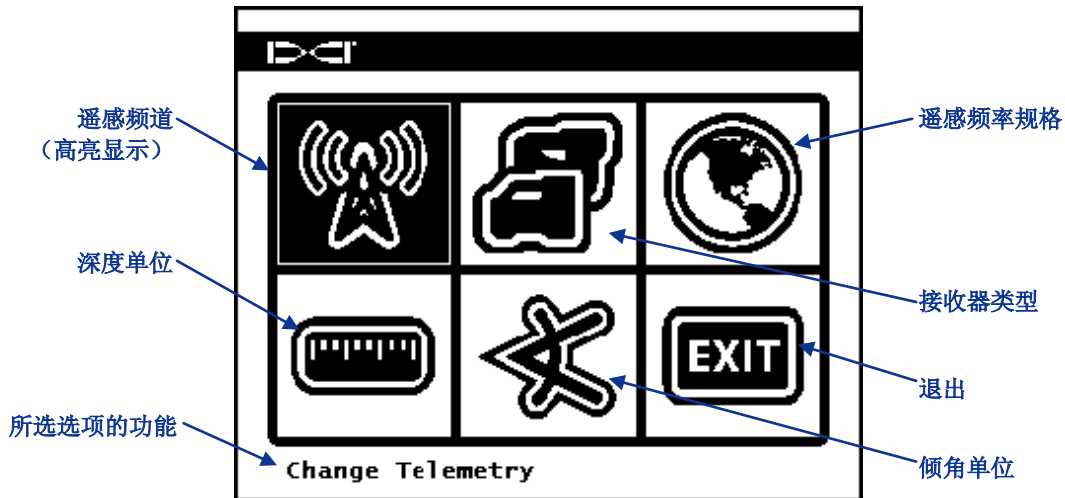 DCI
遥感频道
（高亮显示）
遥感频率规格
深度单位
接收器类型
EXIT
退出
所选选项的功能
倾角单位
Change Telemetry